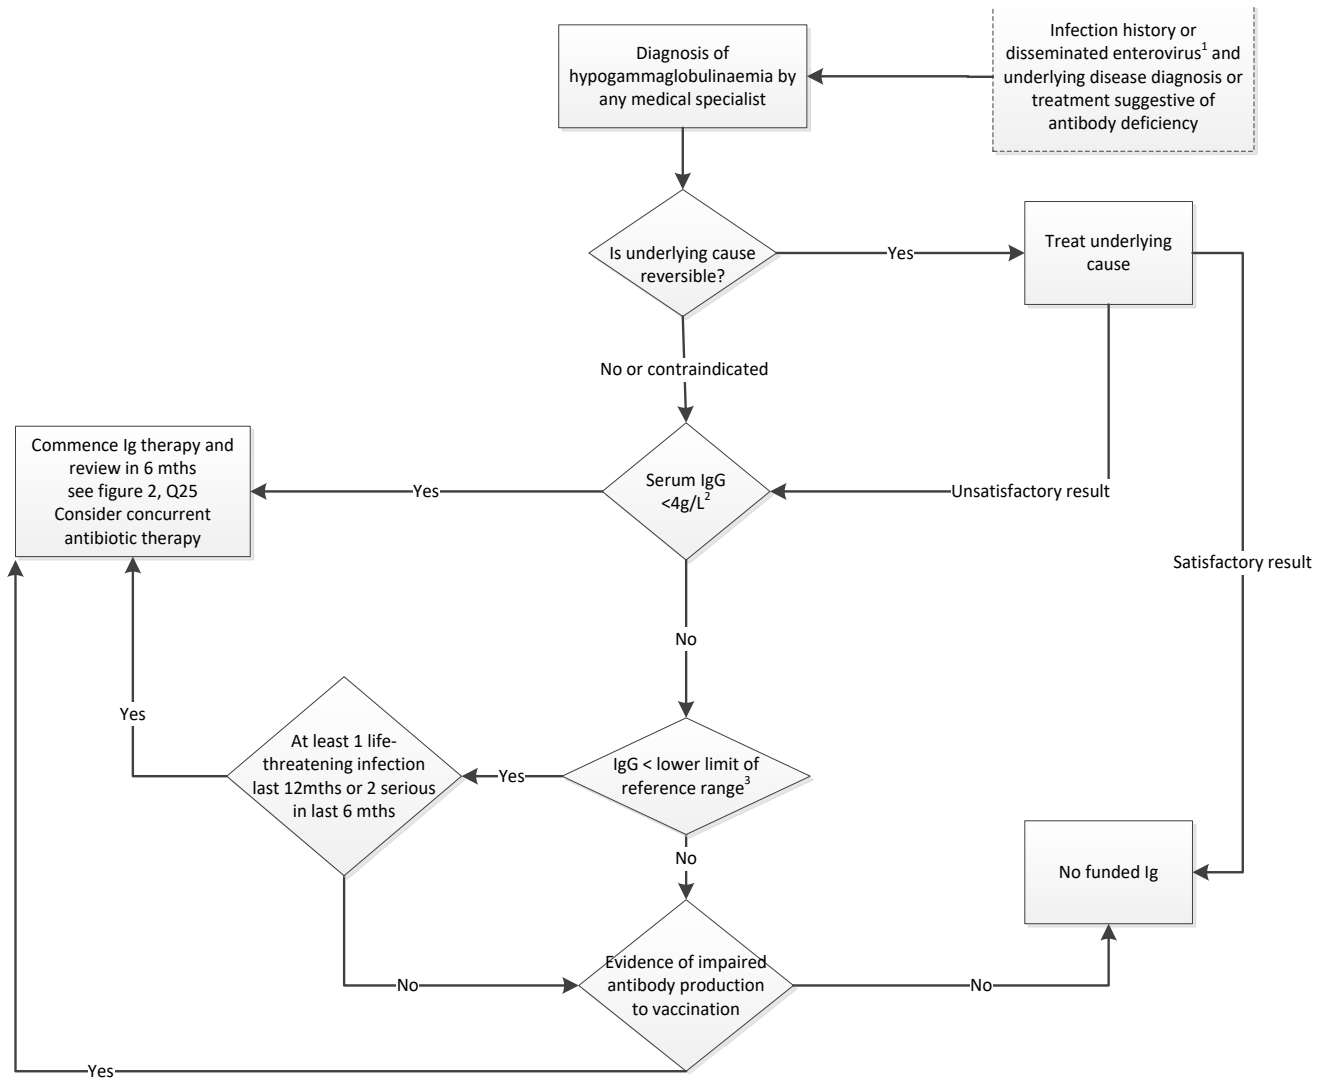 Diagnosis of
hypogammaglobulinaemia by
any medical specialist
Infection history or
disseminated enterovirus¹ and
underlying disease diagnosis or
treatment suggestive of
antibody deficiency
Is underlying cause
reversible?
Yes
Treat underlying
cause
No or contraindicated
Commence Ig therapy and
review in 6 mths
see figure 2, Q25
Consider concurrent
antibiotic therapy
Yes
Serum IgG
<4g/L²
Unsatisfactory result
Satisfactory result
No
Yes
At least 1 life-
threatening infection
last 12mths or 2 serious
in last 6 mths
Yes
IgG < lower limit of
reference range³
No
No funded Ig
No
Evidence of impaired
antibody production
to vaccination
No
Yes